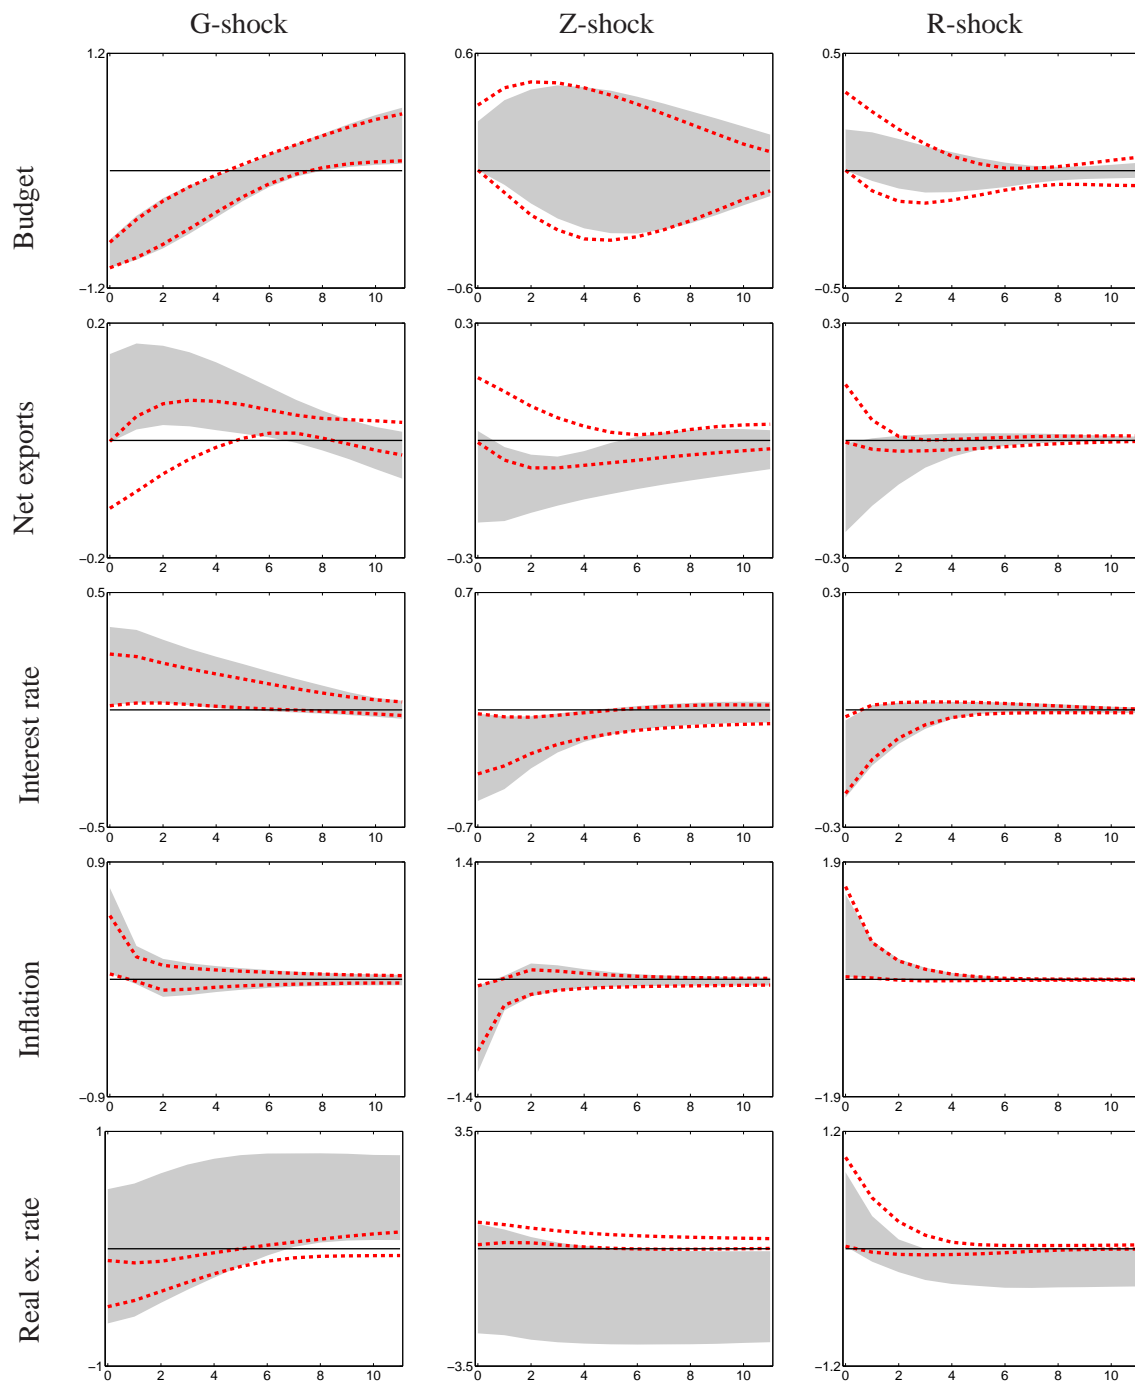 G-shock Z-shock R-shock
Budget
1.2 0.6 0.5
−1.2 −0.6 −0.5
0 2 4 6 8 10 0 2 4 6 8 10 0 2 4 6 8 10
Net exports
0.2 0.3 0.3
−0.2 −0.3 −0.3
0 2 4 6 8 10 0 2 4 6 8 10 0 2 4 6 8 10
Interest rate
0.5 0.7 0.3
−0.5 −0.7 −0.3
0 2 4 6 8 10 0 2 4 6 8 10 0 2 4 6 8 10
Inflation
0.9 1.4 1.9
−0.9 −1.4 −1.9
0 2 4 6 8 10 0 2 4 6 8 10 0 2 4 6 8 10
Real ex. rate
1 3.5 1.2
−1 −3.5 −1.2
0 2 4 6 8 10 0 2 4 6 8 10 0 2 4 6 8 10